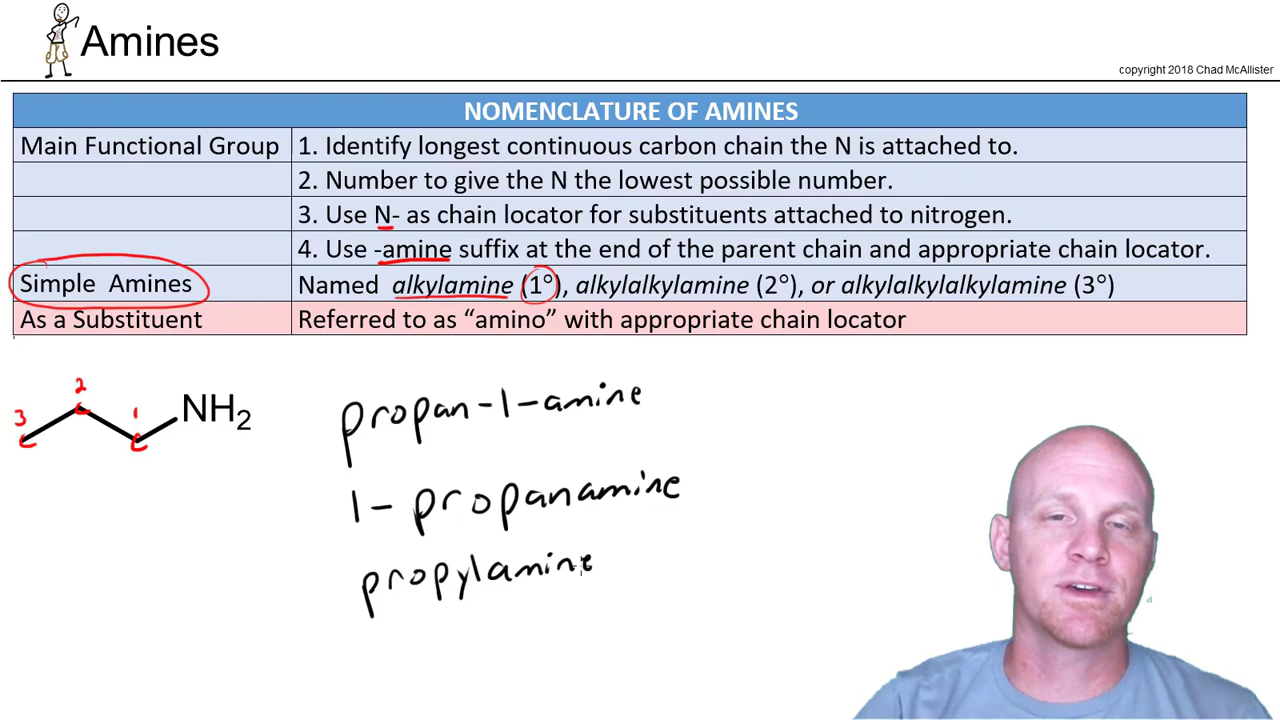 Amines
copyright 2018 Chad McAllister
NOMENCLATURE OF AMINES
Main Functional Group 1. Identify longest continuous carbon chain the N is attached to.
2. Number to give the N the lowest possible number.
3. Use N- as chain locator for substituents attached to nitrogen.
4. Use -amine suffix at the end of the parent chain and appropriate chain locator.
Simple Amines Named alkylamine (1°), alkylalkylamine (2°), or alkylalkylalkylamine (3°)
As a Substituent Referred to as “amino” with appropriate chain locator
3 2 1 NH2
propan-1-amine
1-propanamine
propylamine